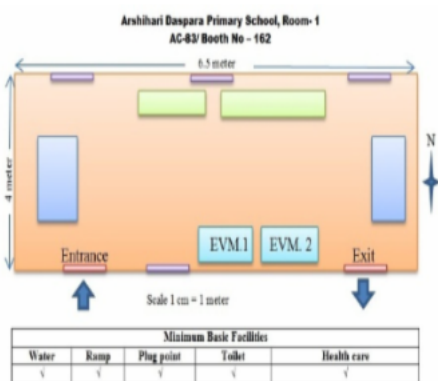 Arshihari Daspara Primary School, Room- 1
AC-83/ Booth No – 162
6.5 meter
4 meter
N
EVM.1 EVM. 2
Entrance Exit
Scale 1 cm = 1 meter
Minimum Basic Facilities
Water Ramp Plug point Toilet Health care
√ √ √ √ √